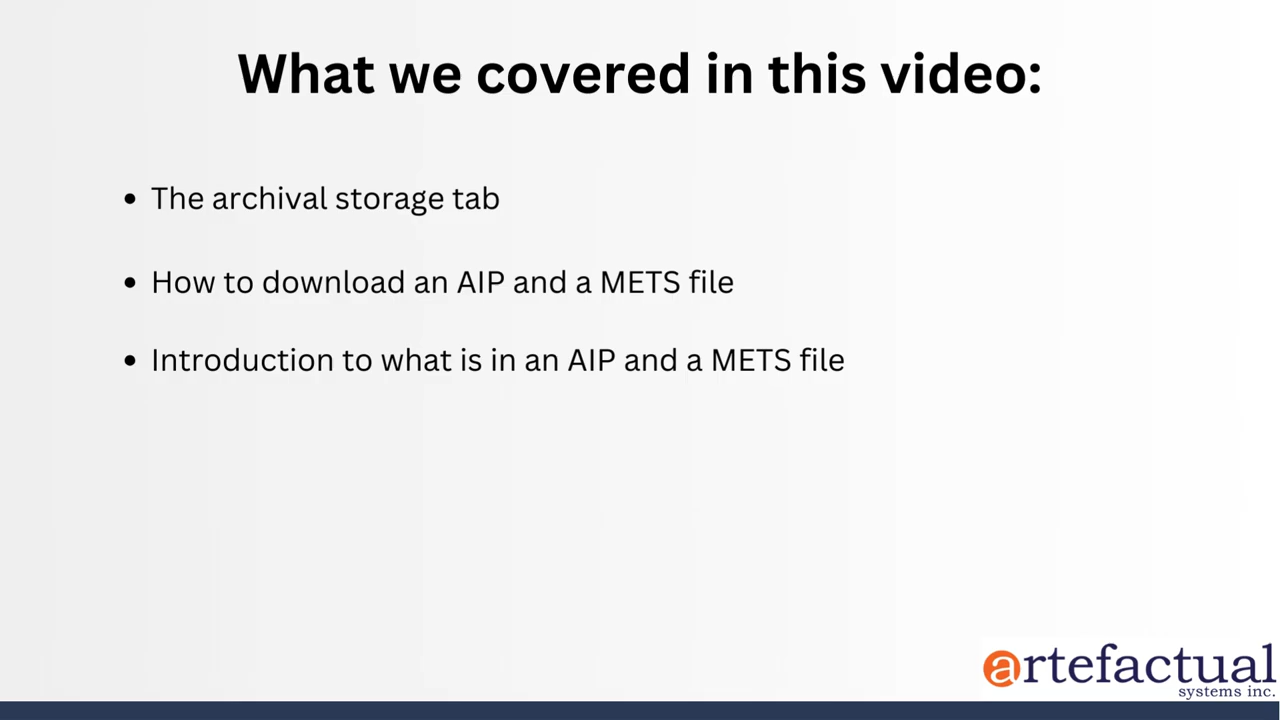 What we covered in this video:
• The archival storage tab
• How to download an AIP and a METS file
• Introduction to what is in an AIP and a METS file
artefactual
systems inc.